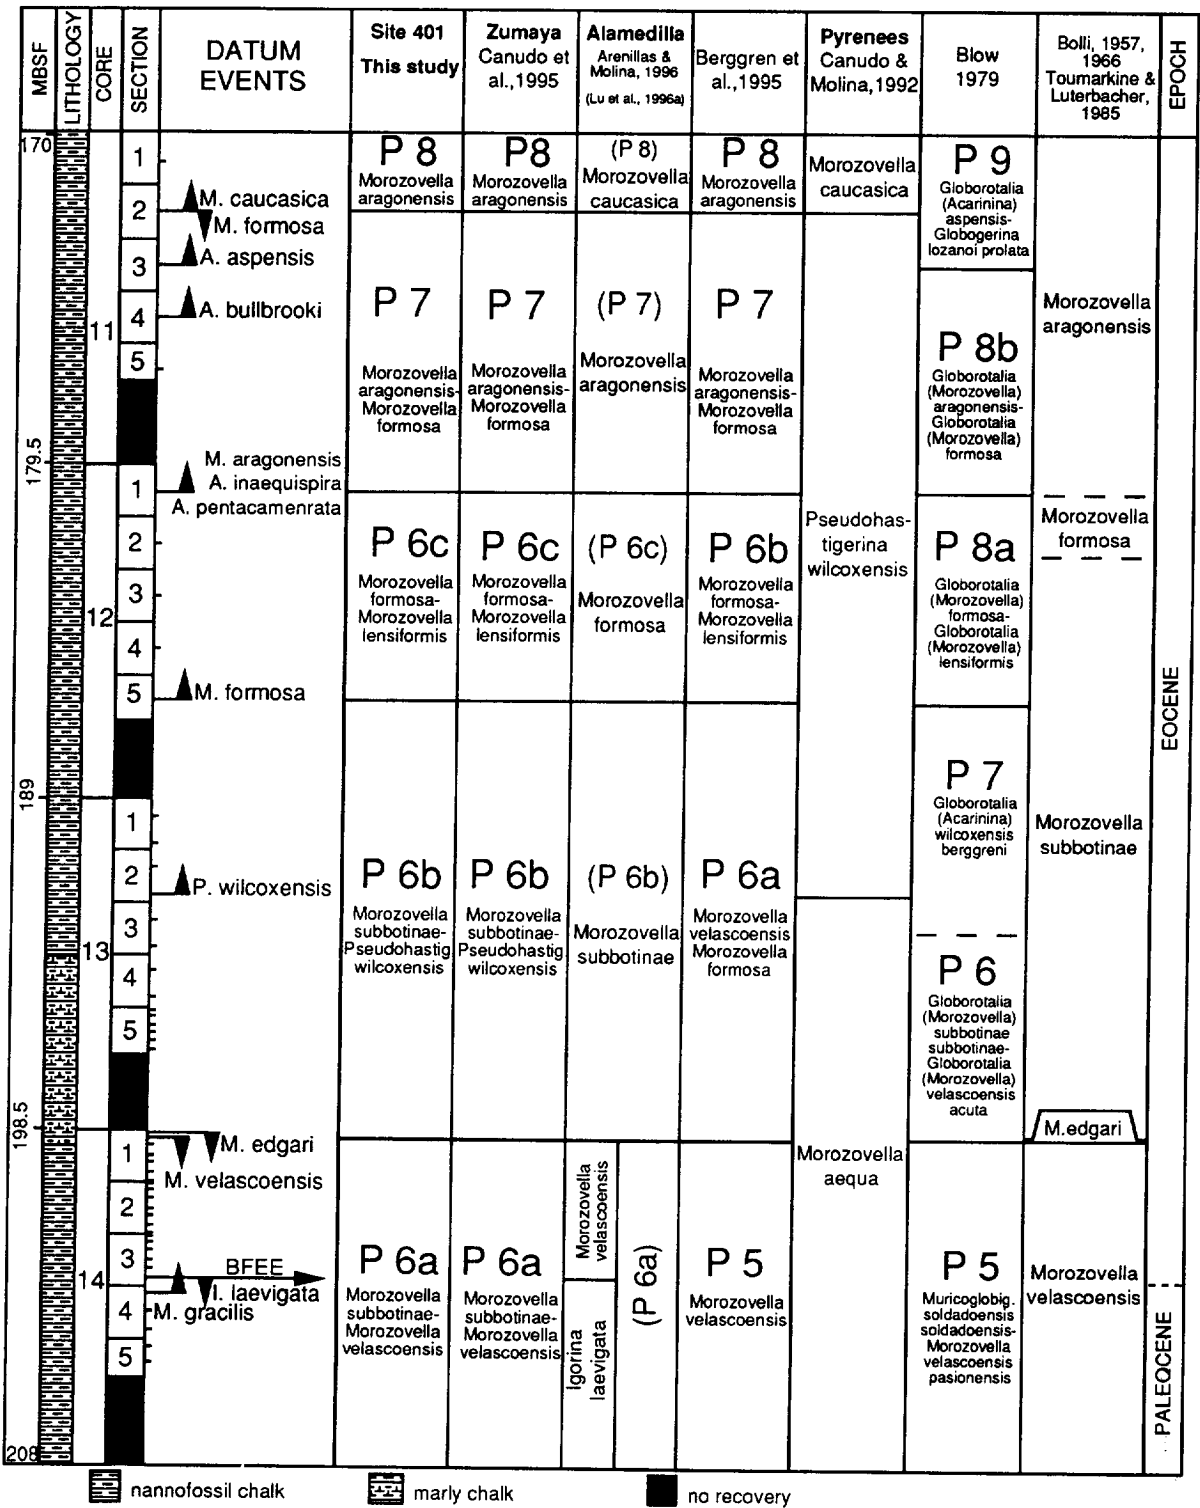 MBSF
LITHOLOGY
CORE
SECTION
DATUM
EVENTS
Site 401
This study
Zumaya
Canudo et
al.,1995
Alamedilla
Arenillas &
Molina, 1996
(Lu et al., 1996a)
Berggren et
al.,1995
Pyrenees
Canudo &
Molina,1992
Blow
1979
Bolli, 1957,
1966
Toumarkine &
Luterbacher,
1985
EPOCH
170
179.5
189
198.5
208
11
12
13
14
1
2
3
4
5
1
2
3
4
5
1
2
3
4
5
1
2
3
4
5
M. caucasica
M. formosa
A. aspensis
A. bullbrooki
M. aragonensis
A. inaequispira
A. pentacamenrata
M. formosa
P. wilcoxensis
M. edgari
M. velascoensis
BFEE
I. laevigata
M. gracilis
P 8
Morozovella
aragonensis
P 7
Morozovella
aragonensis-
Morozovella
formosa
P 6c
Morozovella
formosa-
Morozovella
lensiformis
P 6b
Morozovella
subbotinae-
Pseudohastig
wilcoxensis
P 6a
Morozovella
subbotinae-
Morozovella
velascoensis
P8
Morozovella
aragonensis
P 7
Morozovella
aragonensis-
Morozovella
formosa
P 6c
Morozovella
formosa-
Morozovella
lensiformis
P 6b
Morozovella
subbotinae-
Pseudohastig
wilcoxensis
P 6a
Morozovella
subbotinae-
Morozovella
velascoensis
(P 8)
Morozovella
caucasica
(P 7)
Morozovella
aragonensis
(P 6c)
Morozovella
formosa
(P 6b)
Morozovella
subbotinae
Morozovella
velascoensis
Igorina
laevigata
(P 6a)
P 8
Morozovella
aragonensis
P 7
Morozovella
aragonensis-
Morozovella
formosa
P 6b
Morozovella
formosa-
Morozovella
lensiformis
P 6a
Morozovella
velascoensis
Morozovella
formosa
P 5
Morozovella
velascoensis
Morozovella
caucasica
Pseudohas-
tigerina
wilcoxensis
Morozovella
aequa
P 9
Globorotalia
(Acarinina)
aspensis-
Globogerina
lozanoi prolata
P 8b
Globorotalia
(Morozovella)
aragonensis-
Globorotalia
(Morozovella)
formosa
P 8a
Globorotalia
(Morozovella)
formosa-
Globorotalia
(Morozovella)
lensiformis
P 7
Globorotalia
(Acarinina)
wilcoxensis
berggreni
P 6
Globorotalia
(Morozovella)
subbotinae
subbotinae-
Globorotalia
(Morozovella)
velascoensis
acuta
P 5
Muricoglobig.
soldadoensis
soldadoensis-
Morozovella
velascoensis
pasionensis
Morozovella
aragonensis
Morozovella
formosa
Morozovella
subbotinae
M.edgari
Morozovella
velascoensis
EOCENE
PALEOCENE
nannofossil chalk
marly chalk
no recovery